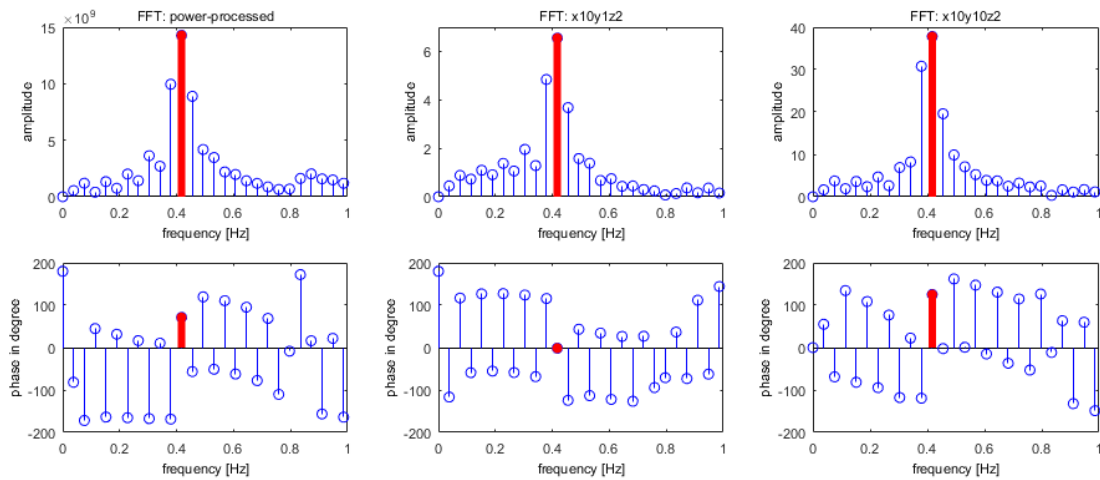 FFT: power-processed
×10^9
15
10
5
0
amplitude
0 0.2 0.4 0.6 0.8 1
frequency [Hz]
FFT: x10y1z2
6
4
2
0
amplitude
0 0.2 0.4 0.6 0.8 1
frequency [Hz]
FFT: x10y10z2
40
30
20
10
0
amplitude
0 0.2 0.4 0.6 0.8 1
frequency [Hz]
200
100
0
-100
-200
phase in degree
0 0.2 0.4 0.6 0.8 1
frequency [Hz]
200
100
0
-100
-200
phase in degree
0 0.2 0.4 0.6 0.8 1
frequency [Hz]
200
100
0
-100
-200
phase in degree
0 0.2 0.4 0.6 0.8 1
frequency [Hz]